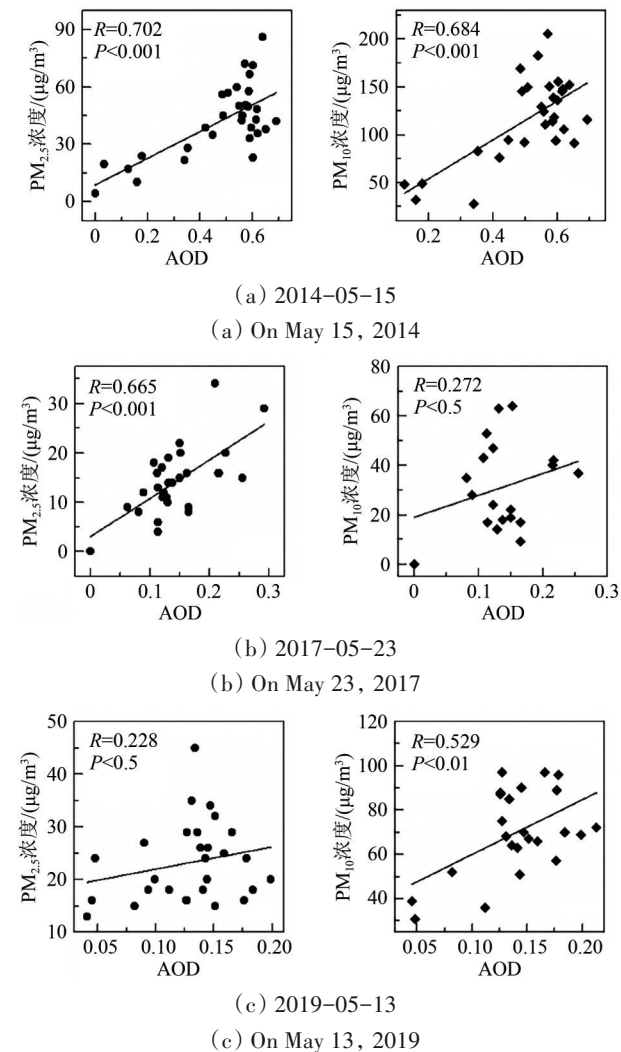 R=0.702
P<0.001
PM2.5浓度/(μg/m³)
90
60
30
0
0 0.2 0.4 0.6
AOD
R=0.684
P<0.001
PM10浓度/(μg/m³)
200
150
100
50
0.2 0.4 0.6
AOD
(a) 2014-05-15
(a) On May 15, 2014
R=0.665
P<0.001
PM2.5浓度/(μg/m³)
30
20
10
0
0 0.1 0.2 0.3
AOD
R=0.272
P<0.5
PM10浓度/(μg/m³)
80
60
40
20
0
0 0.1 0.2 0.3
AOD
(b) 2017-05-23
(b) On May 23, 2017
R=0.228
P<0.5
PM2.5浓度/(μg/m³)
50
40
30
20
10
0.05 0.10 0.15 0.20
AOD
R=0.529
P<0.01
PM10浓度/(μg/m³)
120
100
80
60
40
0.05 0.10 0.15 0.20
AOD
(c) 2019-05-13
(c) On May 13, 2019